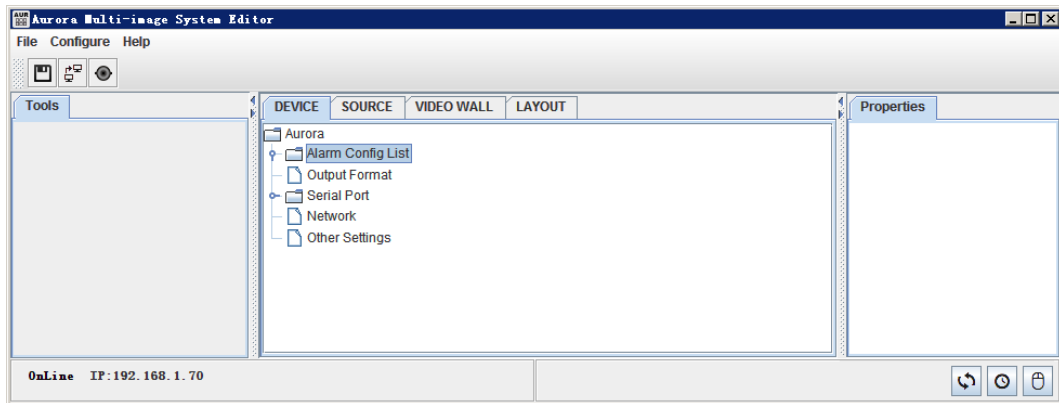 AUR Aurora Multi-image System Editor
File Configure Help
Tools
DEVICE SOURCE VIDEO WALL LAYOUT
Properties
Aurora
Alarm Config List
Output Format
Serial Port
Network
Other Settings
OnLine IP:192.168.1.70